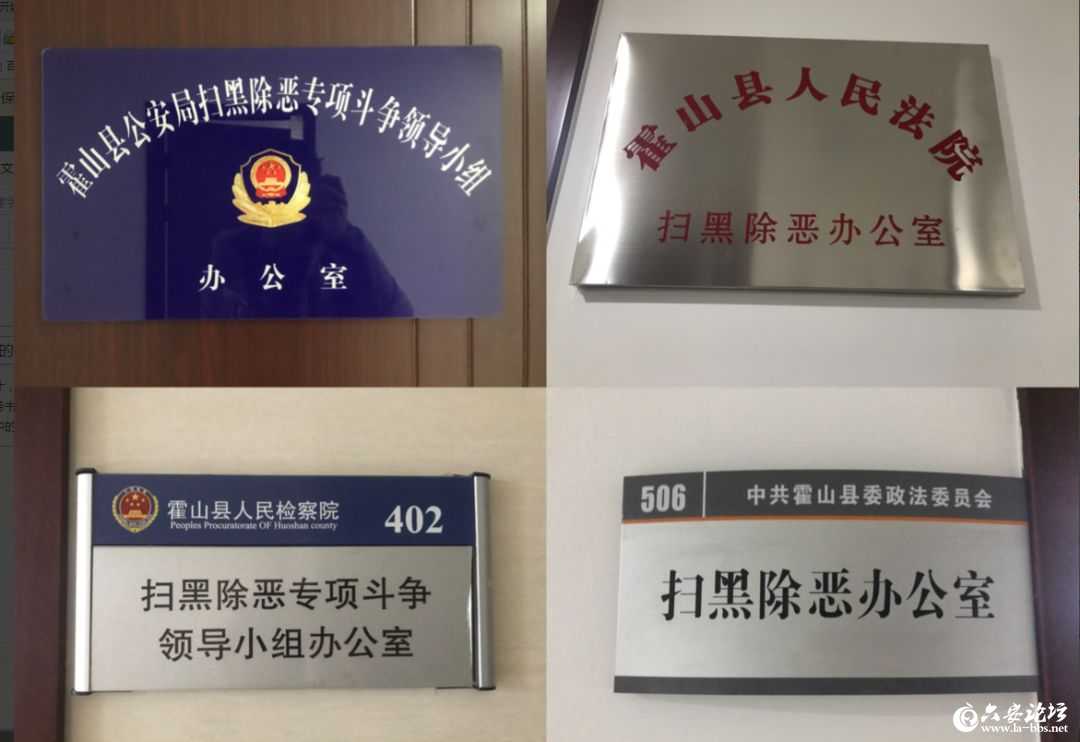 霍山县公安局扫黑除恶专项斗争领导小组
办公室
霍山县人民法院
扫黑除恶办公室
霍山县人民检察院
Peoples Procuratorate OF Huoshan county
402
扫黑除恶专项斗争
领导小组办公室
506
中共霍山县委政法委员会
扫黑除恶办公室
六安论坛
www.la-bbs.net